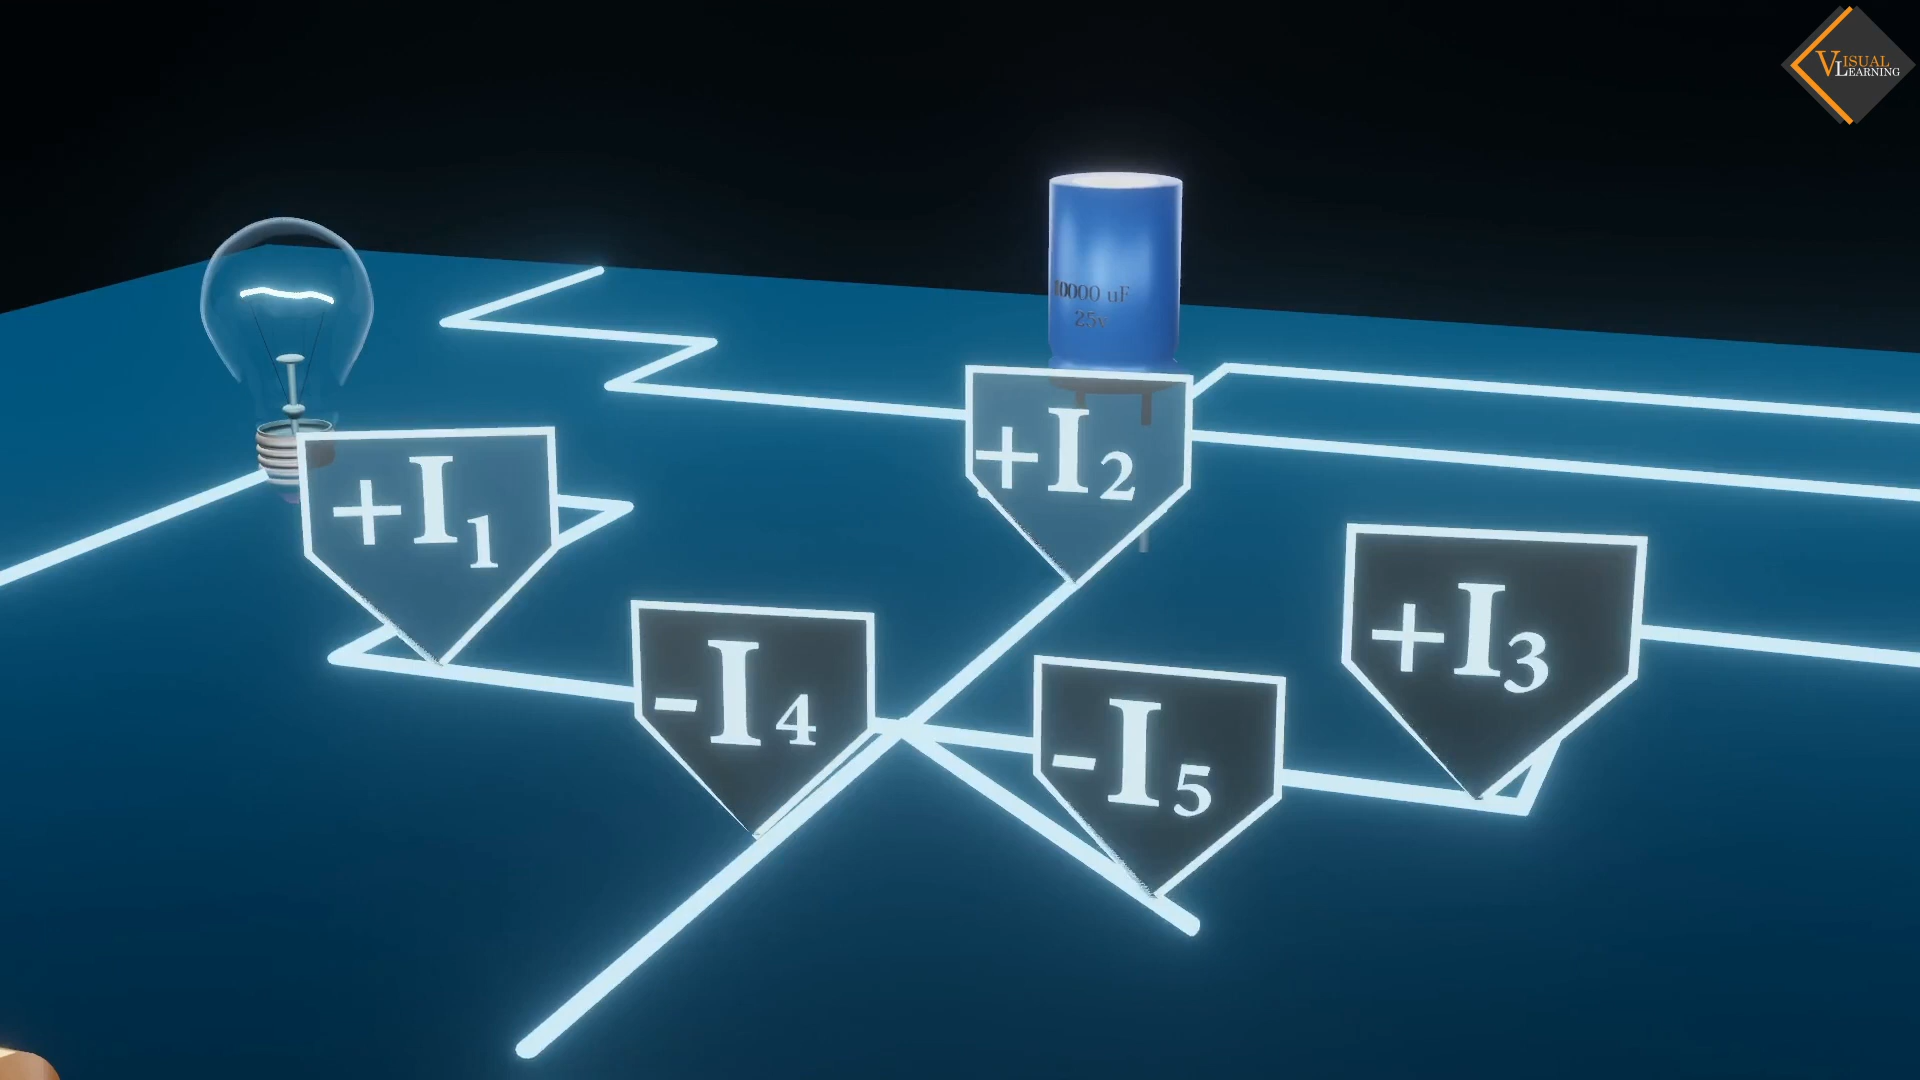 VISUAL
LEARNING
10000 uF
25v
+I₁
+I₂
+I₃
-I₄
-I₅